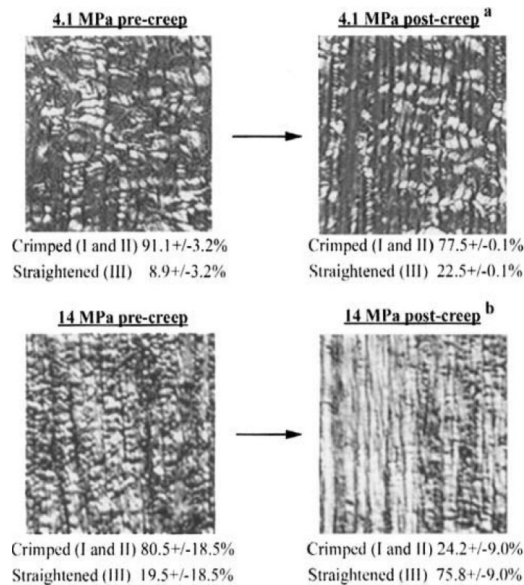 4.1 MPa pre-creep
4.1 MPa post-creep a
Crimped (I and II) 91.1+/-3.2%
Straightened (III) 8.9+/-3.2%
Crimped (I and II) 77.5+/-0.1%
Straightened (III) 22.5+/-0.1%
14 MPa pre-creep
14 MPa post-creep b
Crimped (I and II) 80.5+/-18.5%
Straightened (III) 19.5+/-18.5%
Crimped (I and II) 24.2+/-9.0%
Straightened (III) 75.8+/-9.0%